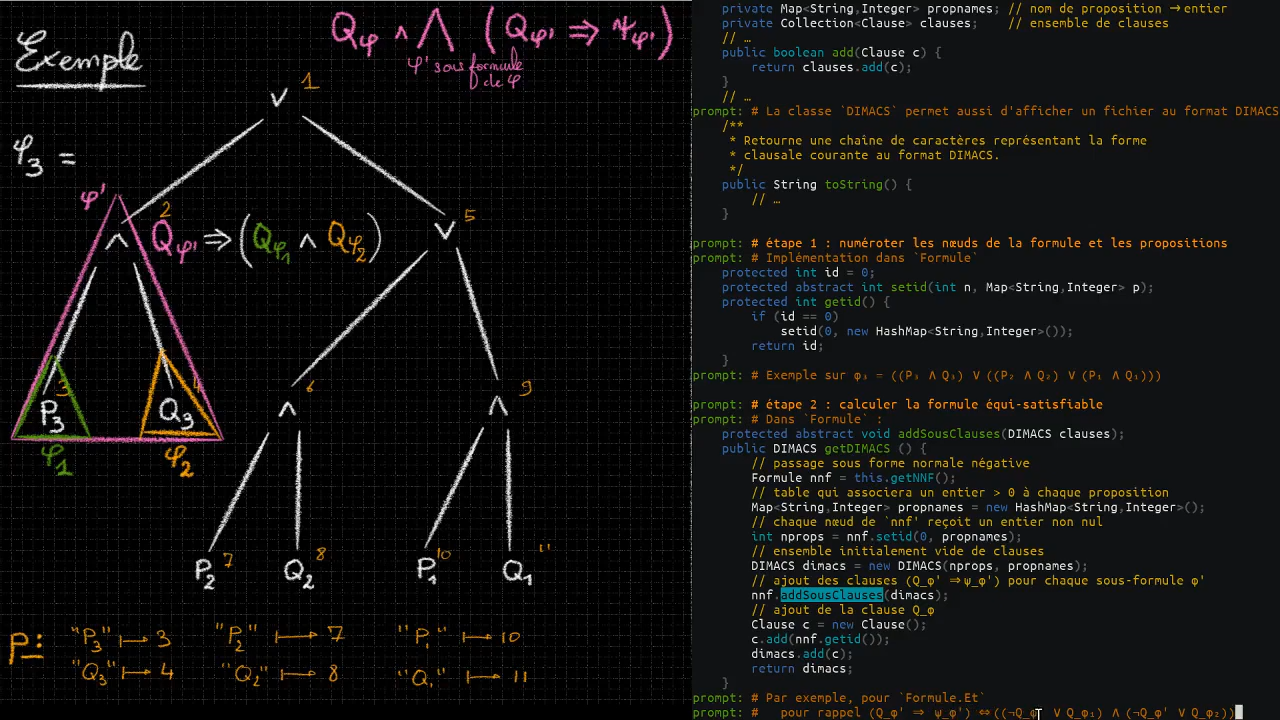 Exemple
Q_φ ∧ ⋀ (Q_φ' ⇒ Ψ_φ')
φ' sous formule
de φ
1
∨
φ₃ =
φ'
2
5
∧
Q_φ' ⇒ (Q_φ₁ ∧ Q_φ₂)
∨
3
4
6
9
P₃
Q₃
∧
∧
φ₁
φ₂
P₂ 7
Q₂ 8
P₁ 10
Q₁ 11
p:
"P₃" ↦ 3
"P₂" ↦ 7
"P₁" ↦ 10
"Q₃" ↦ 4
"Q₂" ↦ 8
"Q₁" ↦ 11
private Map<String,Integer> propnames; // nom de proposition → entier
private Collection<Clause> clauses; // ensemble de clauses
// …
public boolean add(Clause c) {
return clauses.add(c);
}
// …
prompt: # La classe `DIMACS` permet aussi d'afficher un fichier au format DIMACS
/**
* Retourne une chaîne de caractères représentant la forme
* clausale courante au format DIMACS.
*/
public String toString() {
// …
}
prompt: # étape 1 : numéroter les nœuds de la formule et les propositions
prompt: # Implémentation dans `Formule`
protected int id = 0;
protected abstract int setid(int n, Map<String,Integer> p);
protected int getid() {
if (id == 0)
setid(0, new HashMap<String,Integer>());
return id;
}
prompt: # Exemple sur φ₃ = ((P₃ ∧ Q₃) ∨ ((P₂ ∧ Q₂) ∨ (P₁ ∧ Q₁)))
prompt: # étape 2 : calculer la formule équi-satisfiable
prompt: # Dans `Formule` :
protected abstract void addSousClauses(DIMACS clauses);
public DIMACS getDIMACS () {
// passage sous forme normale négative
Formule nnf = this.getNNF();
// table qui associera un entier > 0 à chaque proposition
Map<String,Integer> propnames = new HashMap<String,Integer>();
// chaque nœud de `nnf' reçoit un entier non nul
int nprops = nnf.setid(0, propnames);
// ensemble initialement vide de clauses
DIMACS dimacs = new DIMACS(nprops, propnames);
// ajout des clauses (Q_φ' ⇒ψ_φ') pour chaque sous-formule φ'
nnf.addSousClauses(dimacs);
// ajout de la clause Q_φ
Clause c = new Clause();
c.add(nnf.getid());
dimacs.add(c);
return dimacs;
}
prompt: # Par exemple, pour `Formule.Et`
prompt: # pour rappel (Q_φ' ⇒ ψ_φ') ⇔ ((¬Q_φ' ∨ Q_φ₁) ∧ (¬Q_φ' ∨ Q_φ₂))